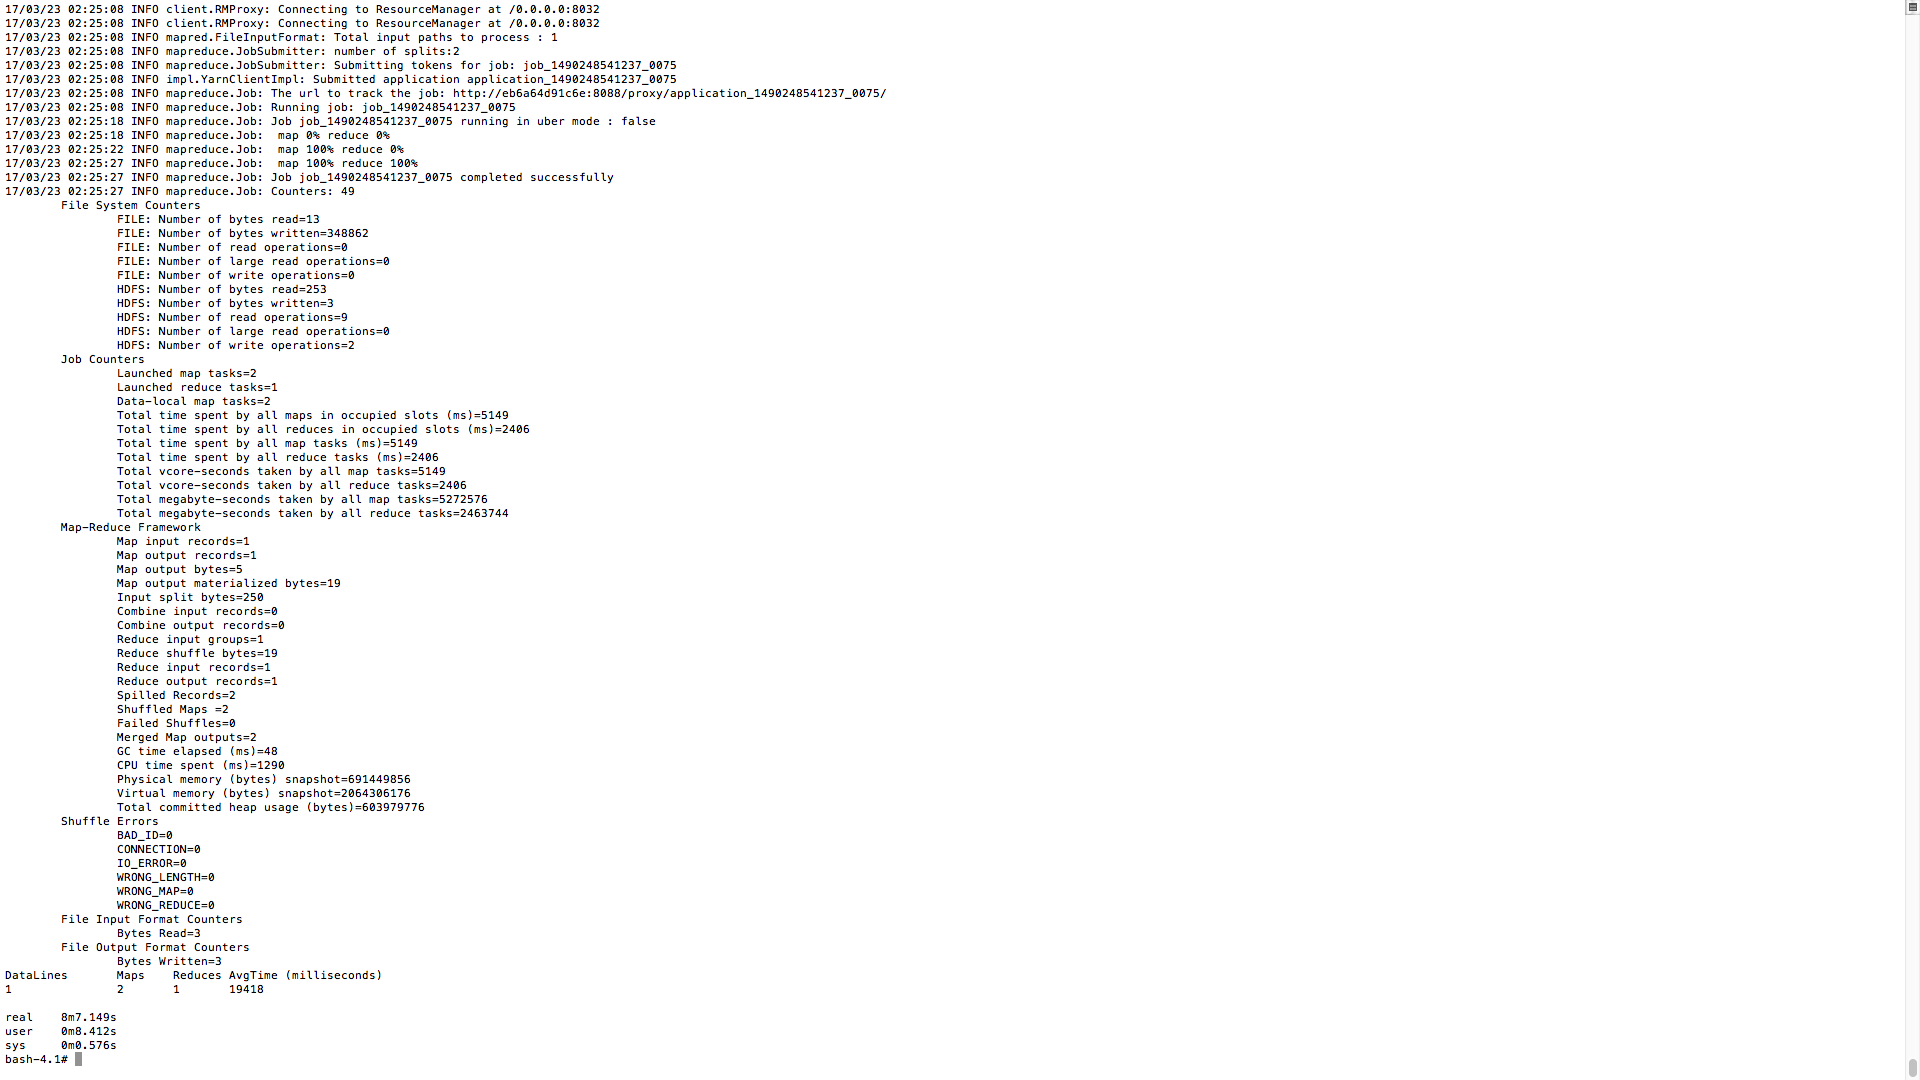 17/03/23 02:25:08 INFO client.RMProxy: Connecting to ResourceManager at /0.0.0.0:8032
17/03/23 02:25:08 INFO client.RMProxy: Connecting to ResourceManager at /0.0.0.0:8032
17/03/23 02:25:08 INFO mapred.FileInputFormat: Total input paths to process : 1
17/03/23 02:25:08 INFO mapreduce.JobSubmitter: number of splits:2
17/03/23 02:25:08 INFO mapreduce.JobSubmitter: Submitting tokens for job: job_1490248541237_0075
17/03/23 02:25:08 INFO impl.YarnClientImpl: Submitted application application_1490248541237_0075
17/03/23 02:25:08 INFO mapreduce.Job: The url to track the job: http://eb6a64d91c6e:8088/proxy/application_1490248541237_0075/
17/03/23 02:25:08 INFO mapreduce.Job: Running job: job_1490248541237_0075
17/03/23 02:25:18 INFO mapreduce.Job: Job job_1490248541237_0075 running in uber mode : false
17/03/23 02:25:18 INFO mapreduce.Job:  map 0% reduce 0%
17/03/23 02:25:22 INFO mapreduce.Job:  map 100% reduce 0%
17/03/23 02:25:27 INFO mapreduce.Job:  map 100% reduce 100%
17/03/23 02:25:27 INFO mapreduce.Job: Job job_1490248541237_0075 completed successfully
17/03/23 02:25:27 INFO mapreduce.Job: Counters: 49
File System Counters
FILE: Number of bytes read=13
FILE: Number of bytes written=348862
FILE: Number of read operations=0
FILE: Number of large read operations=0
FILE: Number of write operations=0
HDFS: Number of bytes read=253
HDFS: Number of bytes written=3
HDFS: Number of read operations=9
HDFS: Number of large read operations=0
HDFS: Number of write operations=2
Job Counters
Launched map tasks=2
Launched reduce tasks=1
Data-local map tasks=2
Total time spent by all maps in occupied slots (ms)=5149
Total time spent by all reduces in occupied slots (ms)=2406
Total time spent by all map tasks (ms)=5149
Total time spent by all reduce tasks (ms)=2406
Total vcore-seconds taken by all map tasks=5149
Total vcore-seconds taken by all reduce tasks=2406
Total megabyte-seconds taken by all map tasks=5272576
Total megabyte-seconds taken by all reduce tasks=2463744
Map-Reduce Framework
Map input records=1
Map output records=1
Map output bytes=5
Map output materialized bytes=19
Input split bytes=250
Combine input records=0
Combine output records=0
Reduce input groups=1
Reduce shuffle bytes=19
Reduce input records=1
Reduce output records=1
Spilled Records=2
Shuffled Maps =2
Failed Shuffles=0
Merged Map outputs=2
GC time elapsed (ms)=48
CPU time spent (ms)=1290
Physical memory (bytes) snapshot=691449856
Virtual memory (bytes) snapshot=2064306176
Total committed heap usage (bytes)=603979776
Shuffle Errors
BAD_ID=0
CONNECTION=0
IO_ERROR=0
WRONG_LENGTH=0
WRONG_MAP=0
WRONG_REDUCE=0
File Input Format Counters
Bytes Read=3
File Output Format Counters
Bytes Written=3
DataLines Maps Reduces AvgTime (milliseconds)
1 2 1 19418
real 8m7.149s
user 0m8.412s
sys 0m0.576s
bash-4.1#